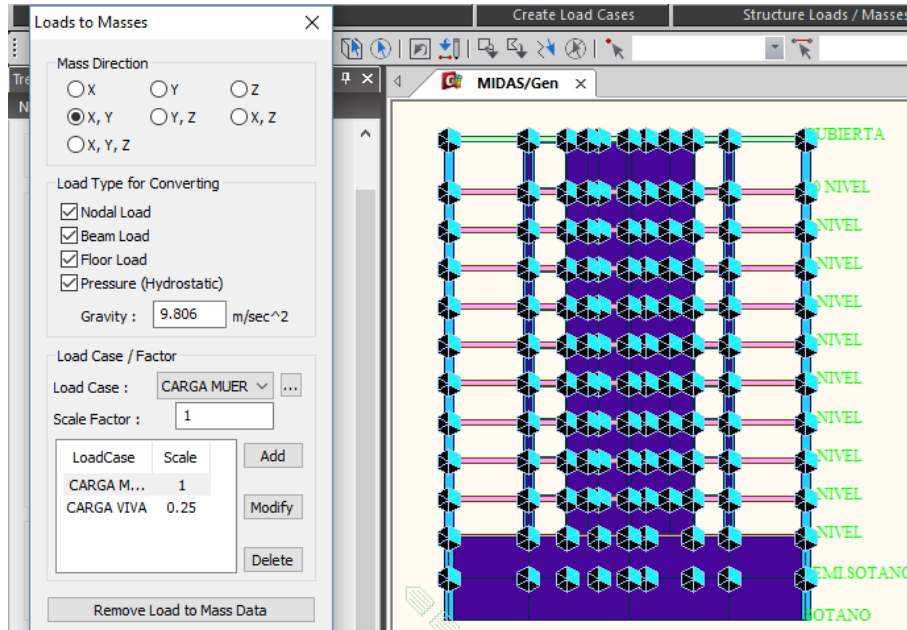 Create Load Cases
Structure Loads / Masses
Loads to Masses
MIDAS/Gen
Mass Direction
X
Y
Z
X, Y
Y, Z
X, Z
X, Y, Z
Load Type for Converting
Nodal Load
Beam Load
Floor Load
Pressure (Hydrostatic)
Gravity : 9.806 m/sec^2
Load Case / Factor
Load Case : CARGA MUER ...
Scale Factor : 1
LoadCase Scale
CARGA M... 1
CARGA VIVA 0.25
Add
Modify
Delete
Remove Load to Mass Data
UBIERTA
0 NIVEL
NIVEL
NIVEL
NIVEL
NIVEL
NIVEL
NIVEL
NIVEL
NIVEL
NIVEL
NIVEL
EMI.SOTANO
SOTANO